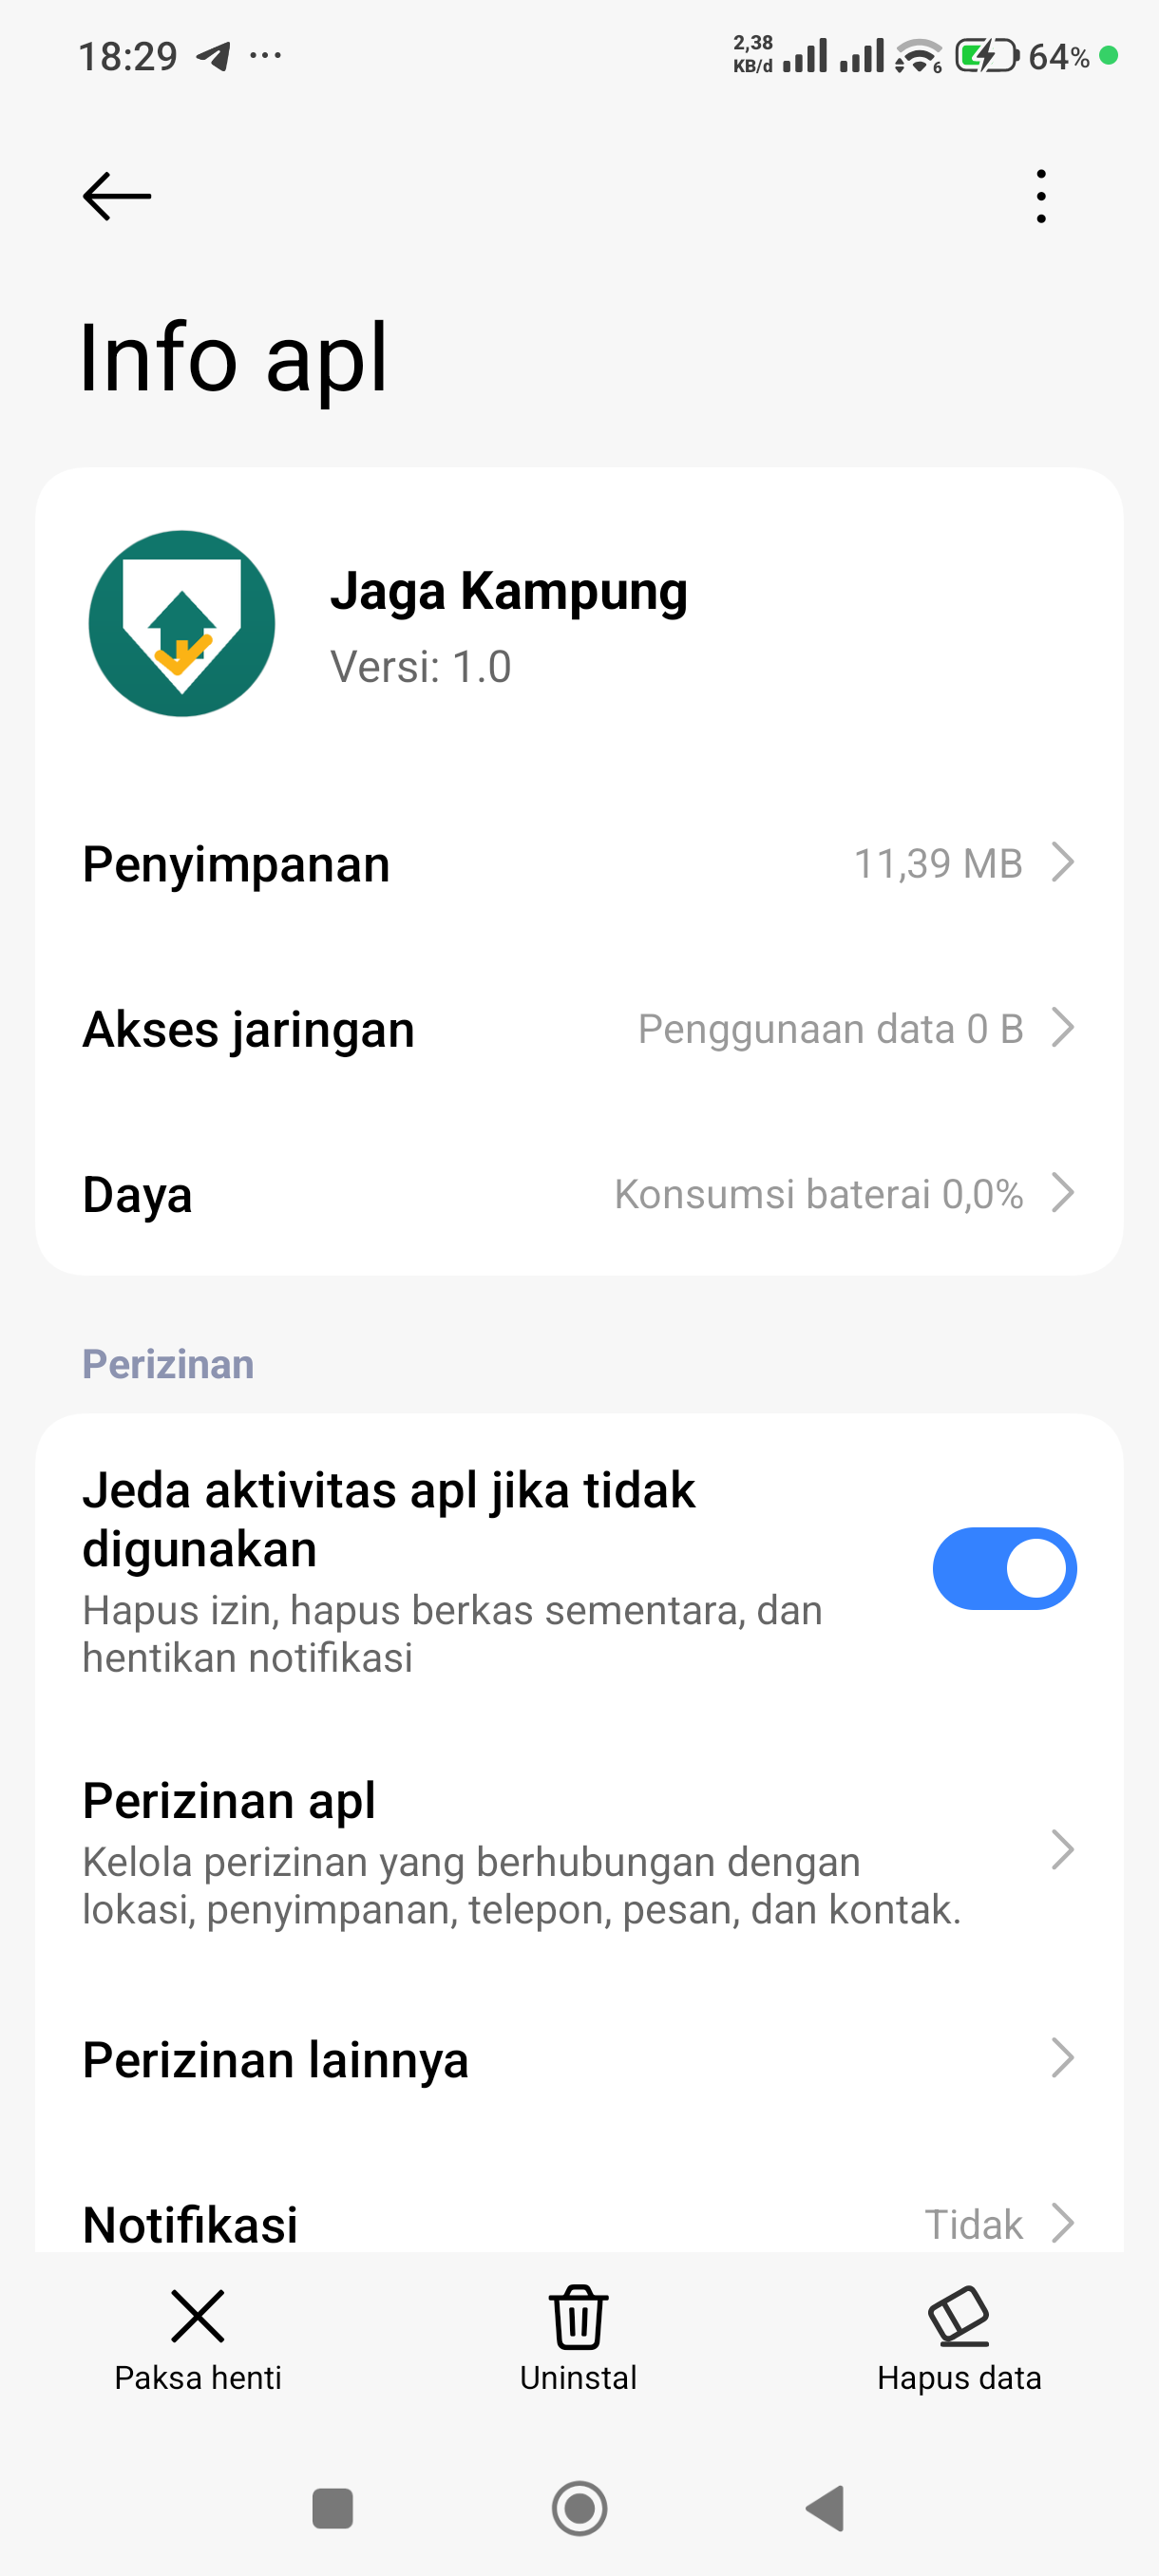 18:29
2,38
KB/d
6
64%
Info apl
Jaga Kampung
Versi: 1.0
Penyimpanan 11,39 MB
Akses jaringan Penggunaan data 0 B
Daya Konsumsi baterai 0,0%
Perizinan
Jeda aktivitas apl jika tidak
digunakan
Hapus izin, hapus berkas sementara, dan
hentikan notifikasi
Perizinan apl
Kelola perizinan yang berhubungan dengan
lokasi, penyimpanan, telepon, pesan, dan kontak.
Perizinan lainnya
Notifikasi Tidak
Paksa henti Uninstal Hapus data